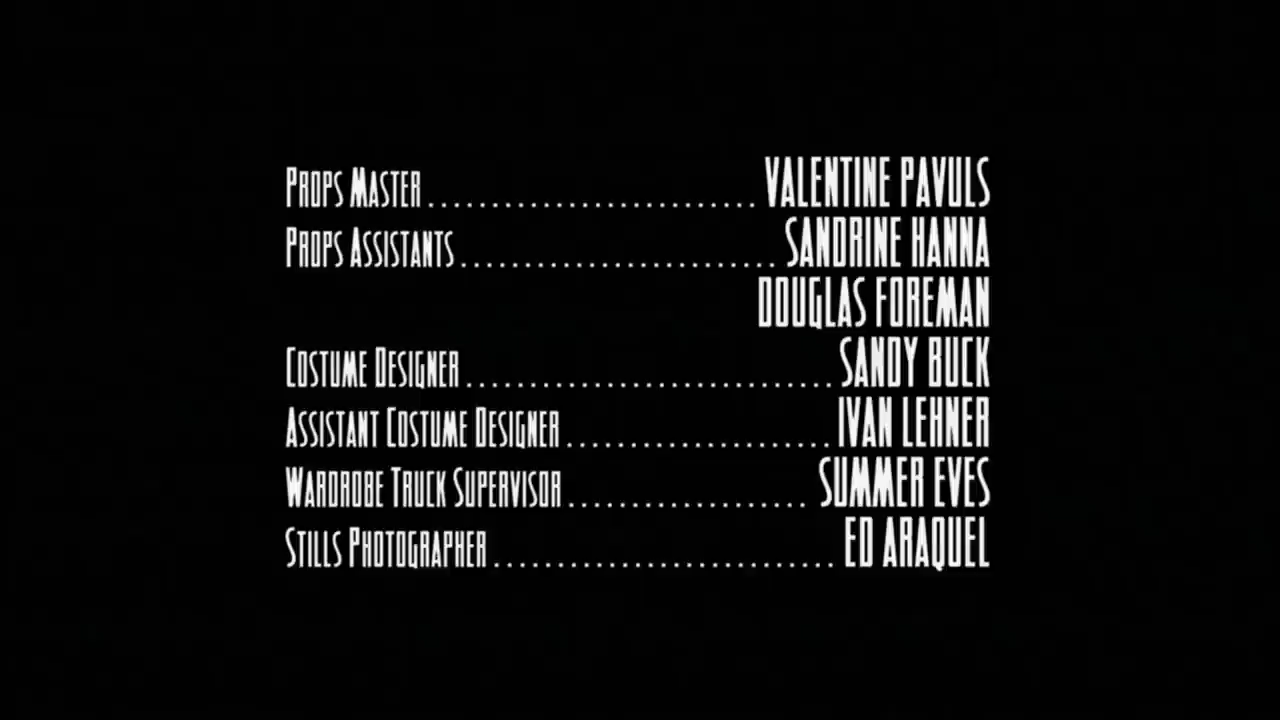 Props Master.......................... VALENTINE PAVULS
Props Assistants......................... SANDRINE HANNA
DOUGLAS FOREMAN
Costume Designer............................. SANDY BUCK
Assistant Costume Designer..................... IVAN LEHNER
Wardrobe Truck Supervisor................... SUMMER EVES
Stills Photographer........................... ED ARAQUEL